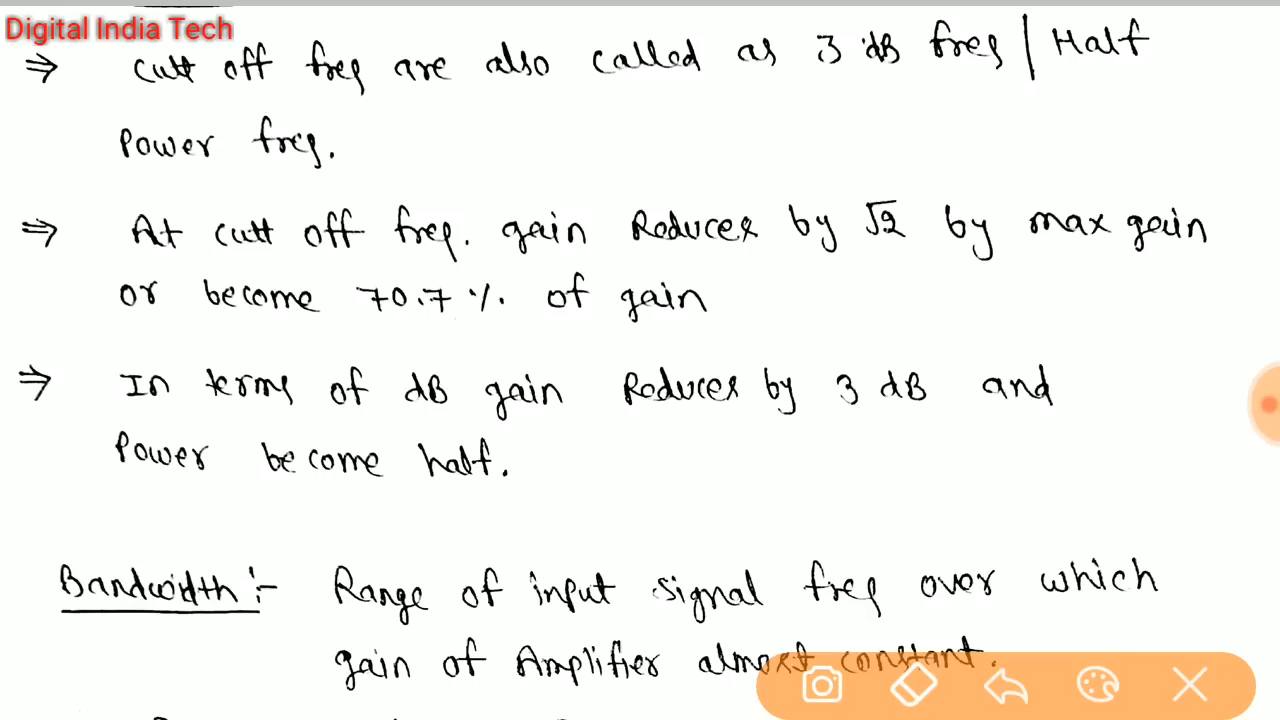 Digital India Tech
⇒ Cutt off freq are also called as 3 dB freq | Half
Power freq.
⇒ At cutt off freq. gain Reduces by √2 by max gain
or become 70.7 %. of gain
⇒ In terms of dB gain Reduces by 3 dB and
Power become half.
Bandwidth :- Range of input signal freq over which
gain of Amplifier almost constant.